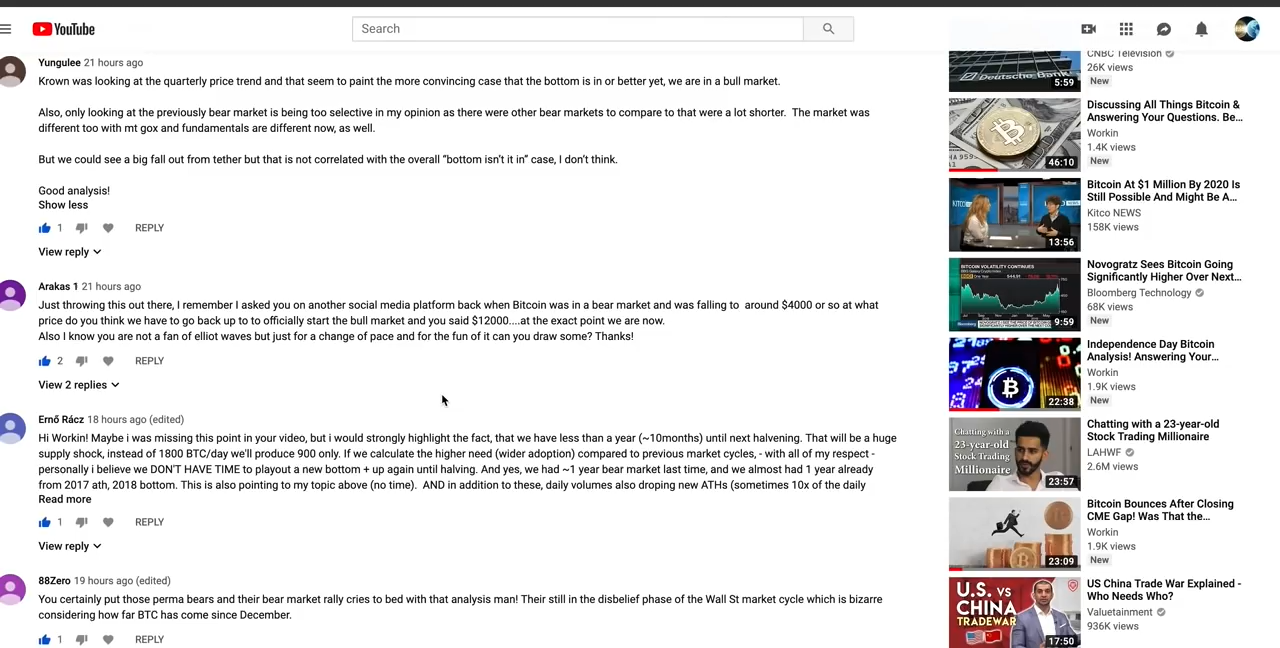 YouTube
Search
Yungulee 21 hours ago
Krown was looking at the quarterly price trend and that seem to paint the more convincing case that the bottom is in or better yet, we are in a bull market.
Also, only looking at the previously bear market is being too selective in my opinion as there were other bear markets to compare to that were a lot shorter. The market was
different too with mt gox and fundamentals are different now, as well.
But we could see a big fall out from tether but that is not correlated with the overall “bottom isn’t it in” case, I don’t think.
Good analysis!
Show less
1 REPLY
View reply
Arakas 1 21 hours ago
Just throwing this out there, I remember I asked you on another social media platform back when Bitcoin was in a bear market and was falling to around $4000 or so at what
price do you think we have to go back up to to officially start the bull market and you said $12000....at the exact point we are now.
Also I know you are not a fan of elliot waves but just for a change of pace and for the fun of it can you draw some? Thanks!
2 REPLY
View 2 replies
Ernő Rácz 18 hours ago (edited)
Hi Workin! Maybe i was missing this point in your video, but i would strongly highlight the fact, that we have less than a year (~10months) until next halvening. That will be a huge
supply shock, instead of 1800 BTC/day we'll produce 900 only. If we calculate the higher need (wider adoption) compared to previous market cycles, - with all of my respect -
personally i believe we DON'T HAVE TIME to playout a new bottom + up again until halving. And yes, we had ~1 year bear market last time, and we almost had 1 year already
from 2017 ath, 2018 bottom. This is also pointing to my topic above (no time). AND in addition to these, daily volumes also droping new ATHs (sometimes 10x of the daily
Read more
1 REPLY
View reply
88Zero 19 hours ago (edited)
You certainly put those perma bears and their bear market rally cries to bed with that analysis man! Their still in the disbelief phase of the Wall St market cycle which is bizarre
considering how far BTC has come since December.
1 REPLY
Deutsche Bank
5:59
CNBC Television
26K views
New
46:10
Discussing All Things Bitcoin &
Answering Your Questions. Be...
Workin
1.4K views
New
KITCO
NEWS
13:56
Bitcoin At $1 Million By 2020 Is
Still Possible And Might Be A...
Kitco NEWS
158K views
BITCOIN VOLATILITY CONTINUES
Bloomberg
9:59
Novogratz Sees Bitcoin Going
Significantly Higher Over Next...
Bloomberg Technology
68K views
New
22:38
Independence Day Bitcoin
Analysis! Answering Your...
Workin
1.9K views
New
Chatting with a
23-year-old
Stock Trading
Millionaire
23:57
Chatting with a 23-year-old
Stock Trading Millionaire
LAHWF
2.6M views
23:09
Bitcoin Bounces After Closing
CME Gap! Was That the...
Workin
1.9K views
New
U.S. vs
CHINA
TRADEWAR
17:50
US China Trade War Explained -
Who Needs Who?
Valuetainment
936K views